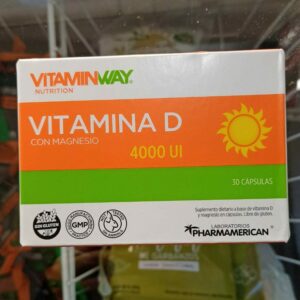 VITAMINWAY
NUTRITION
VITAMINA D
CON MAGNESIO
4000 UI
30 CÁPSULAS
Suplemento dietario a base de vitamina D
y magnesio en cápsulas. Libre de gluten.
SIN GLUTEN
GMP
LABORATORIOS
PHARMAMERICAN